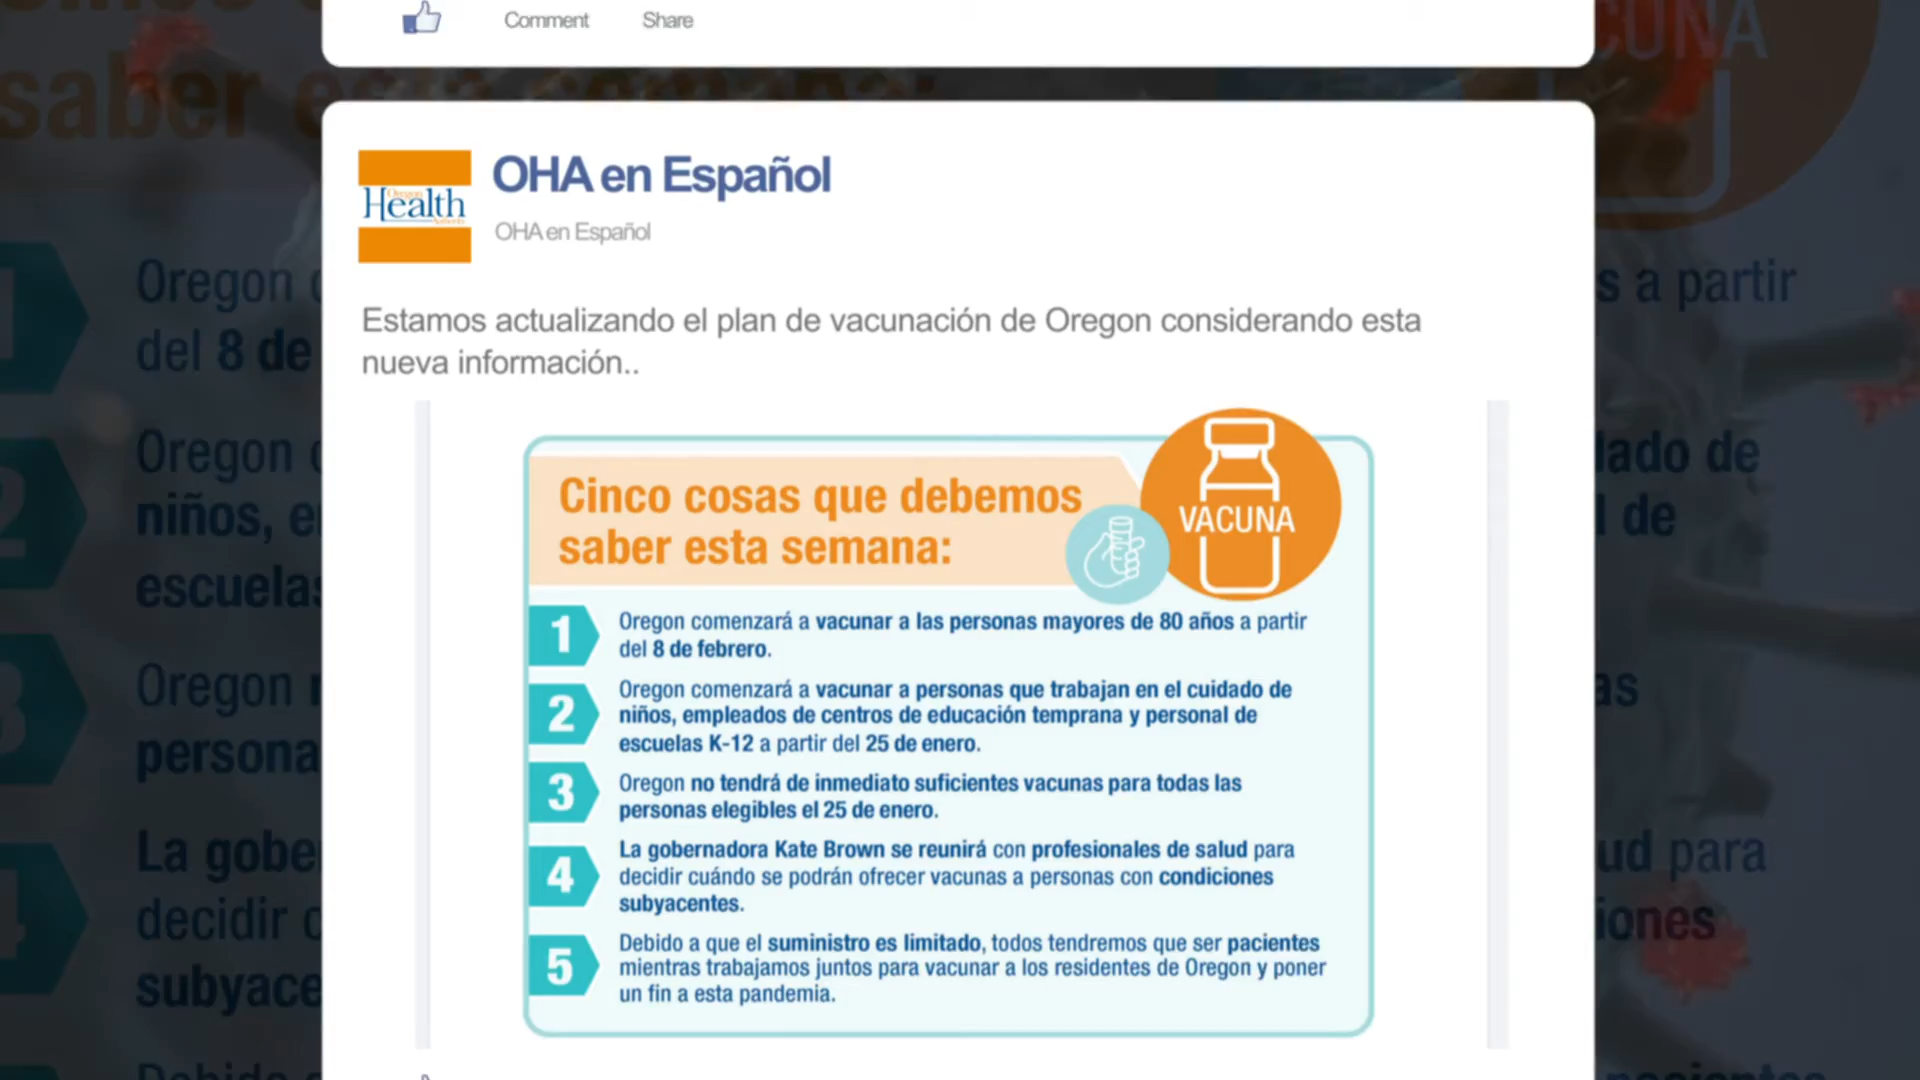 Comment Share
OHA en Español
OHA en Español
Oregon
Health
Estamos actualizando el plan de vacunación de Oregon considerando esta
nueva información..
Cinco cosas que debemos
saber esta semana:
VACUNA
1 Oregon comenzará a vacunar a las personas mayores de 80 años a partir
del 8 de febrero.
2 Oregon comenzará a vacunar a personas que trabajan en el cuidado de
niños, empleados de centros de educación temprana y personal de
escuelas K-12 a partir del 25 de enero.
3 Oregon no tendrá de inmediato suficientes vacunas para todas las
personas elegibles el 25 de enero.
4 La gobernadora Kate Brown se reunirá con profesionales de salud para
decidir cuándo se podrán ofrecer vacunas a personas con condiciones
subyacentes.
5 Debido a que el suministro es limitado, todos tendremos que ser pacientes
mientras trabajamos juntos para vacunar a los residentes de Oregon y poner
un fin a esta pandemia.